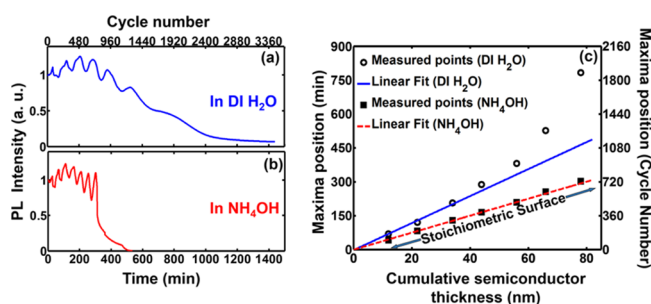 Cycle number
0 480 960 1440 1920 2400 2880 3360
(a)
In DI H2O
1
0.5
0
PL Intensity (a. u.)
(b)
In NH4OH
1
0.5
0
0 200 400 600 800 1000 1200 1400
Time (min)
(c)
Measured points (DI H2O)
Linear Fit (DI H2O)
Measured points (NH4OH)
Linear Fit (NH4OH)
Stoichiometric Surface
900
750
600
450
300
150
0
Maxima position (min)
2160
1800
1440
1080
720
360
0
Maxima position (Cycle Number)
0 20 40 60 80
Cumulative semiconductor
thickness (nm)